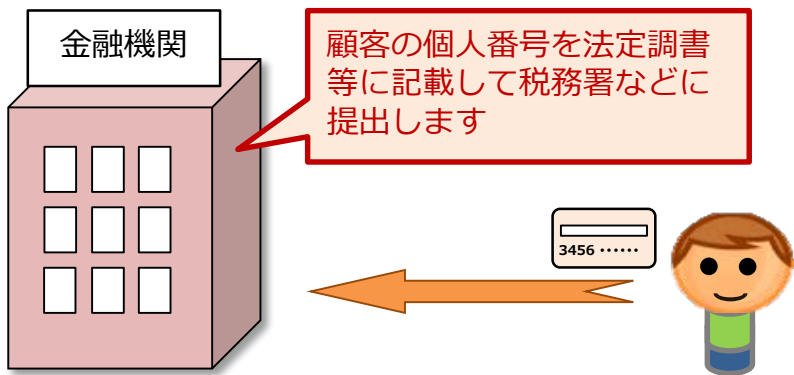 金融機関
顧客の個人番号を法定調書
等に記載して税務署などに
提出します
3456 ‥‥‥